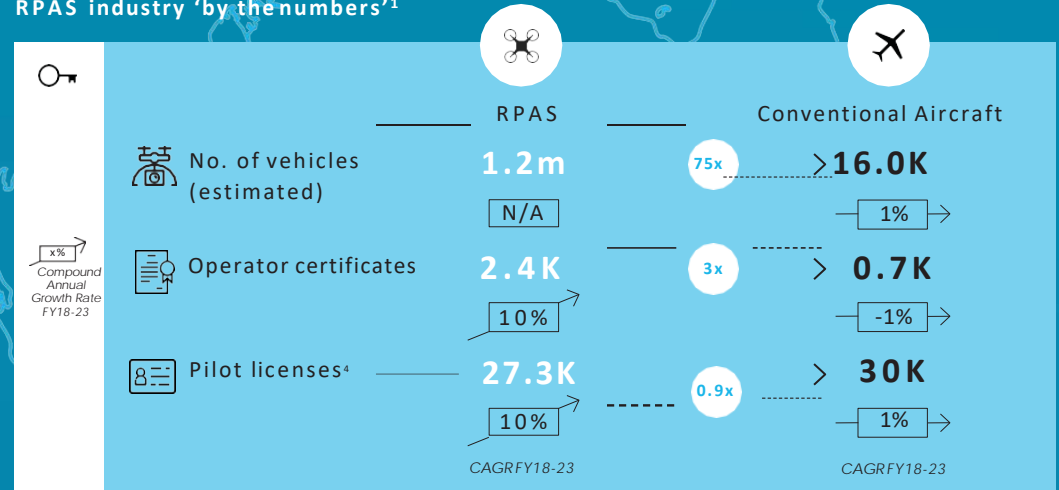 RPAS industry 'by thenumbers'1
RPAS
Conventional Aircraft
No. of vehicles
(estimated)
1.2m
75x
16.0K
N/A
1%
x%
Compound
Annual
Growth Rate
FY18-23
Operator certificates
2.4K
3x
0.7K
10%
-1%
Pilot licenses4
27.3K
0.9x
30K
10%
1%
CAGRFY18-23
CAGRFY18-23